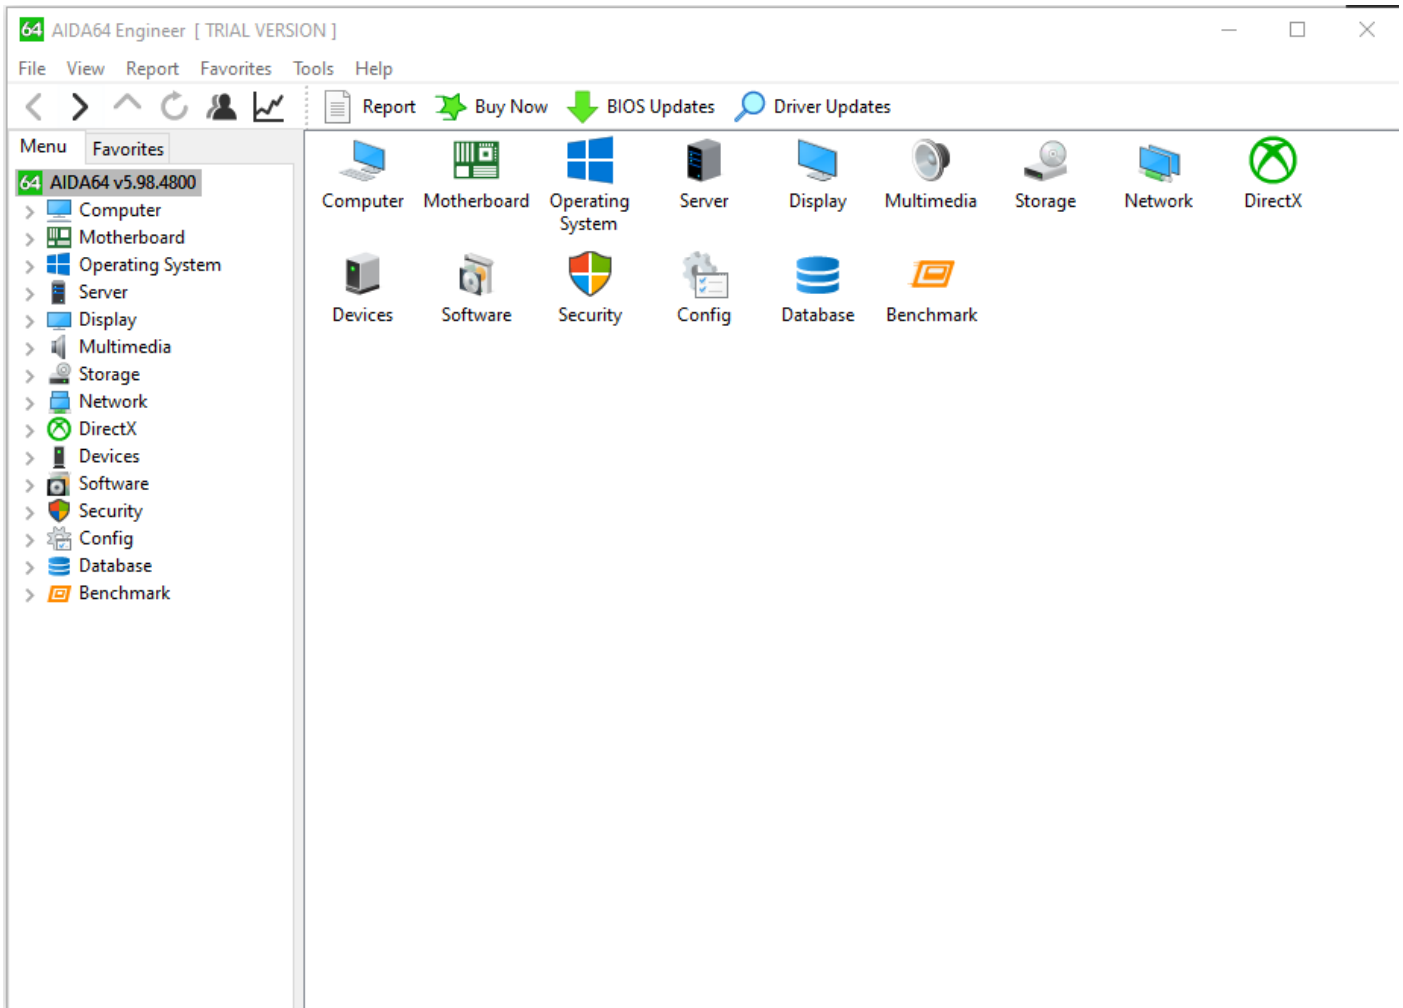 64 AIDA64 Engineer [ TRIAL VERSION ]
File View Report Favorites Tools Help
Report Buy Now BIOS Updates Driver Updates
Menu Favorites
64 AIDA64 v5.98.4800
Computer
Motherboard
Operating System
Server
Display
Multimedia
Storage
Network
DirectX
Devices
Software
Security
Config
Database
Benchmark
Computer Motherboard Operating System Server Display Multimedia Storage Network DirectX
Devices Software Security Config Database Benchmark